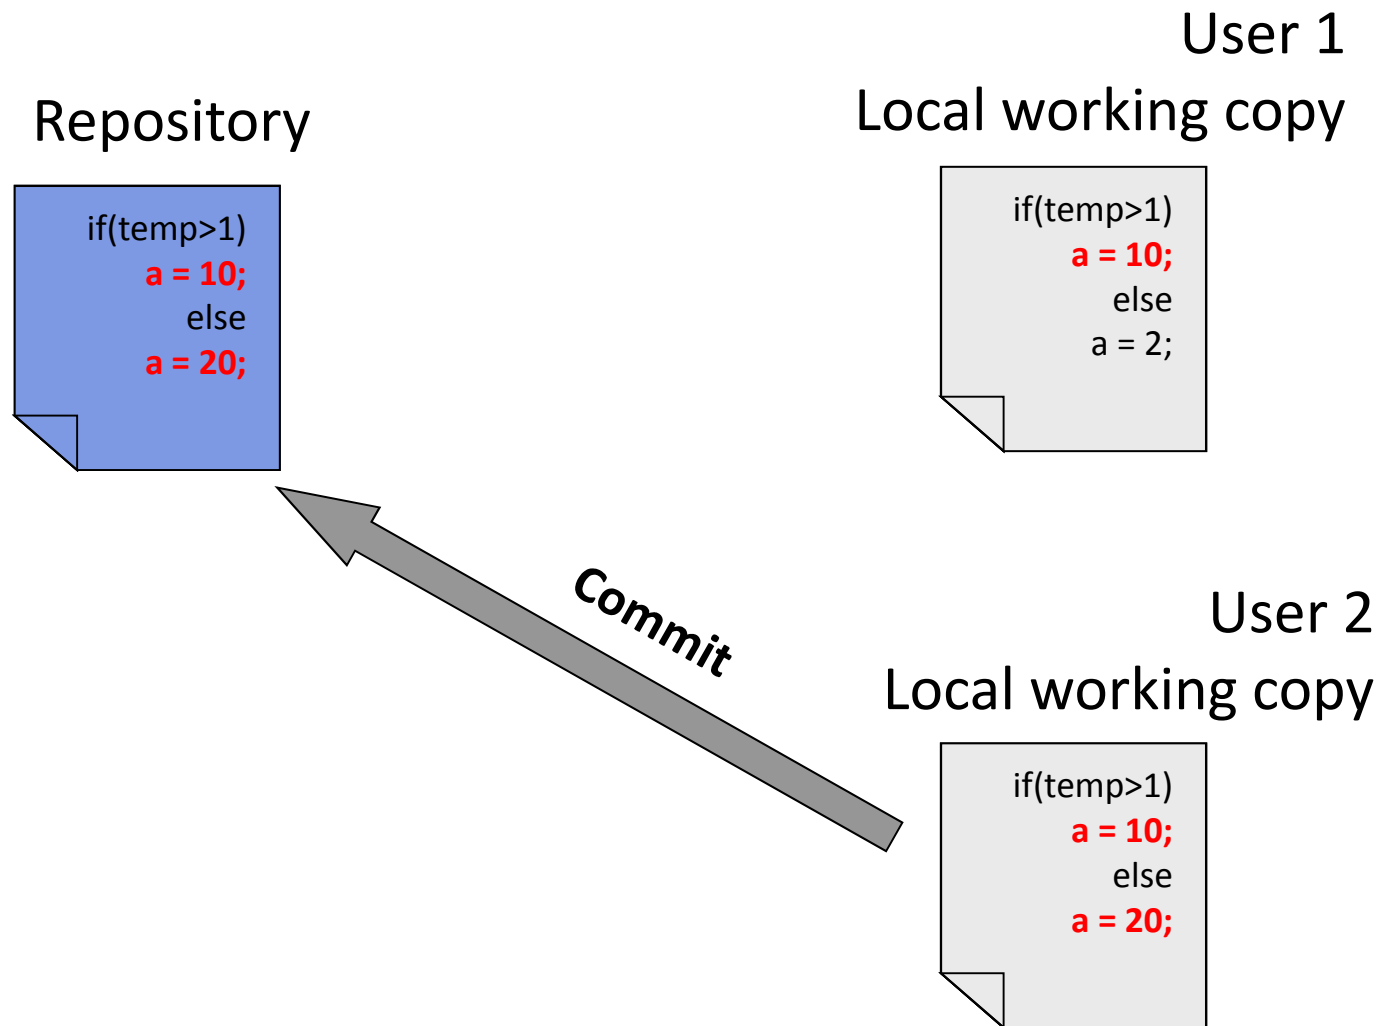 Repository
if(temp>1)
a = 10;
else
a = 20;
User 1
Local working copy
if(temp>1)
a = 10;
else
a = 2;
Commit
User 2
Local working copy
if(temp>1)
a = 10;
else
a = 20;